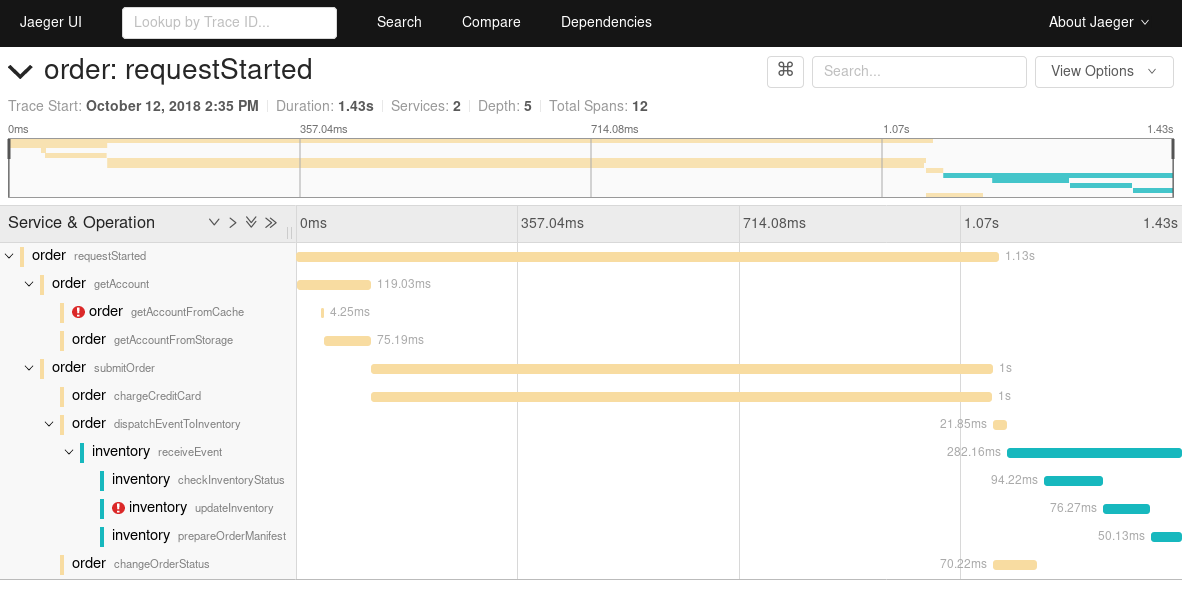 Jaeger UI Lookup by Trace ID... Search Compare Dependencies About Jaeger
order: requestStarted ⌘ Search... View Options
Trace Start: October 12, 2018 2:35 PM Duration: 1.43s Services: 2 Depth: 5 Total Spans: 12
0ms 357.04ms 714.08ms 1.07s 1.43s
Service & Operation 0ms 357.04ms 714.08ms 1.07s 1.43s
order requestStarted 1.13s
order getAccount 119.03ms
order getAccountFromCache 4.25ms
order getAccountFromStorage 75.19ms
order submitOrder 1s
order chargeCreditCard 1s
order dispatchEventToInventory 21.85ms
inventory receiveEvent 282.16ms
inventory checkInventoryStatus 94.22ms
inventory updateInventory 76.27ms
inventory prepareOrderManifest 50.13ms
order changeOrderStatus 70.22ms